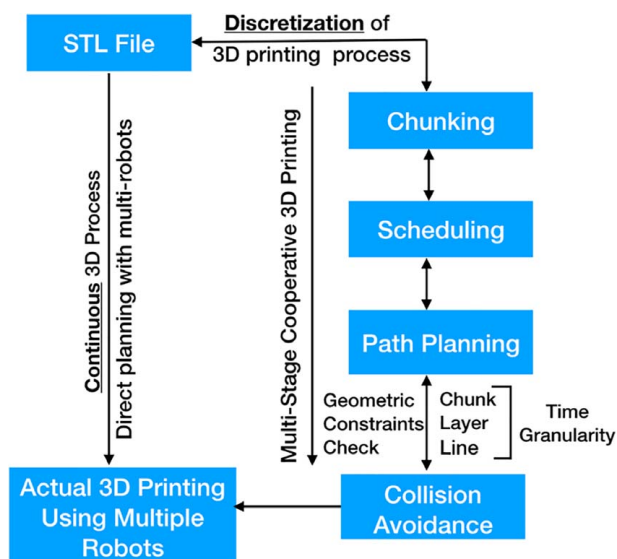 STL File
Discretization of
3D printing process
Chunking
Scheduling
Path Planning
Continuous 3D Process
Direct planning with multi-robots
Multi-Stage Cooperative 3D Printing
Geometric
Constraints
Check
Chunk
Layer
Line
Time
Granularity
Actual 3D Printing
Using Multiple
Robots
Collision
Avoidance